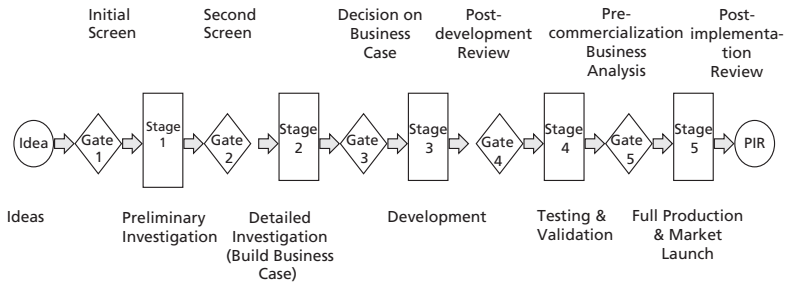 Initial
Screen
Second
Screen
Decision on
Business
Case
Post-
development
Review
Pre-
commercialization
Business
Analysis
Post-
implementa-
tion
Review
Idea
Gate
1
Stage
1
Gate
2
Stage
2
Gate
3
Stage
3
Gate
4
Stage
4
Gate
5
Stage
5
PIR
Ideas
Preliminary
Investigation
Detailed
Investigation
(Build Business
Case)
Development
Testing &
Validation
Full Production
& Market
Launch